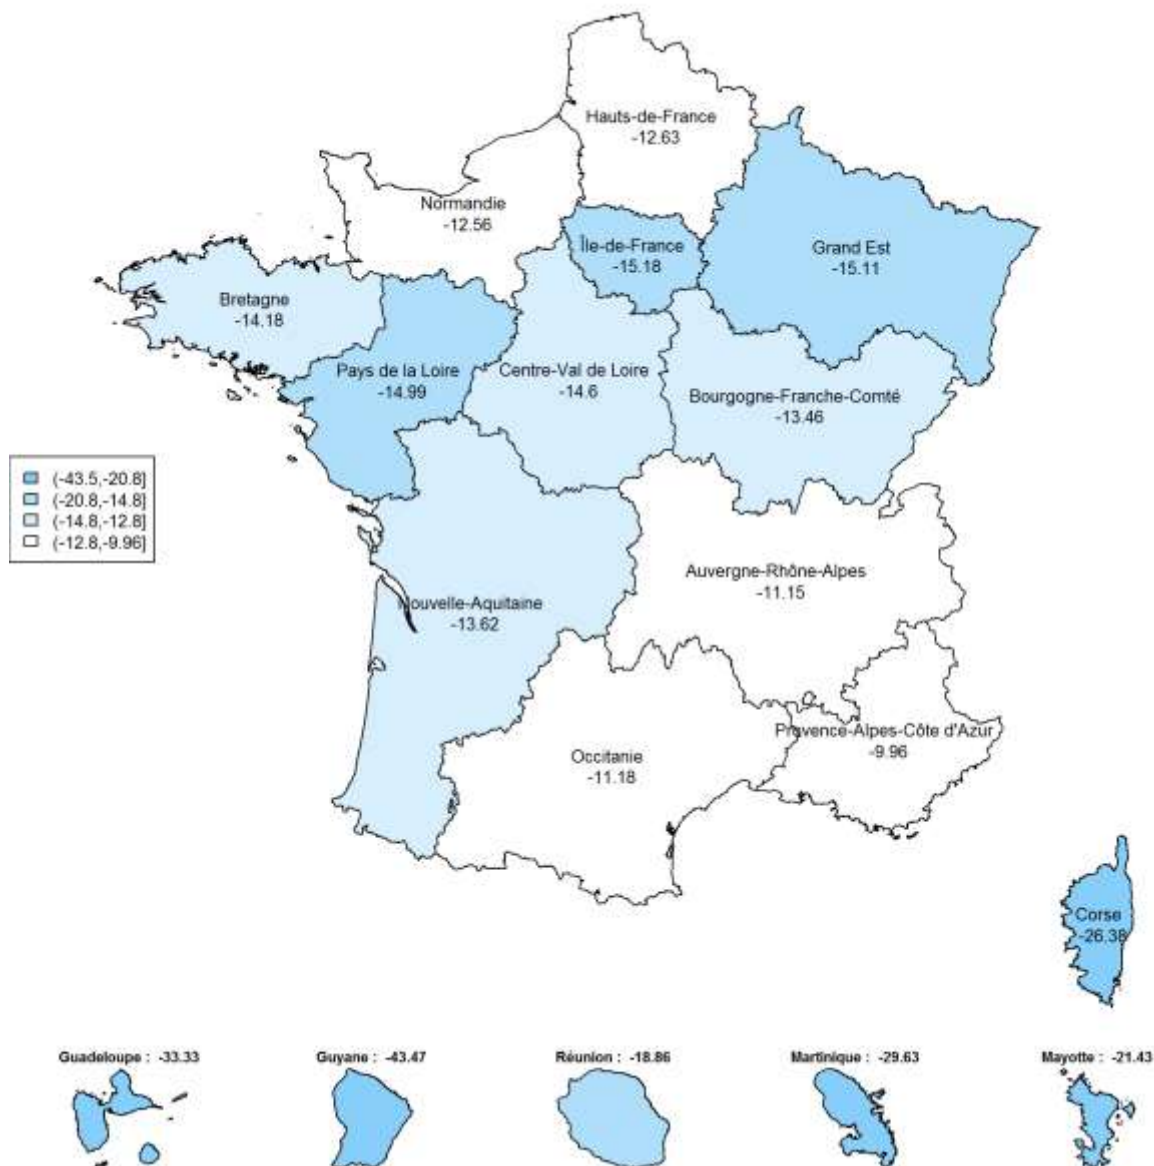 Hauts-de-France
-12.63
Normandie
-12.56
Île-de-France
-15.18
Grand Est
-15.11
Bretagne
-14.18
Pays de la Loire
-14.99
Centre-Val de Loire
-14.6
Bourgogne-Franche-Comté
-13.46
(-43.5,-20.8]
(-20.8,-14.8]
(-14.8,-12.8]
(-12.8,-9.96]
Auvergne-Rhône-Alpes
-11.15
Nouvelle-Aquitaine
-13.62
Provence-Alpes-Côte d'Azur
-9.96
Occitanie
-11.18
Corse
-26.38
Guadeloupe : -33.33
Guyane : -43.47
Réunion : -18.86
Martinique : -29.63
Mayotte : -21.43